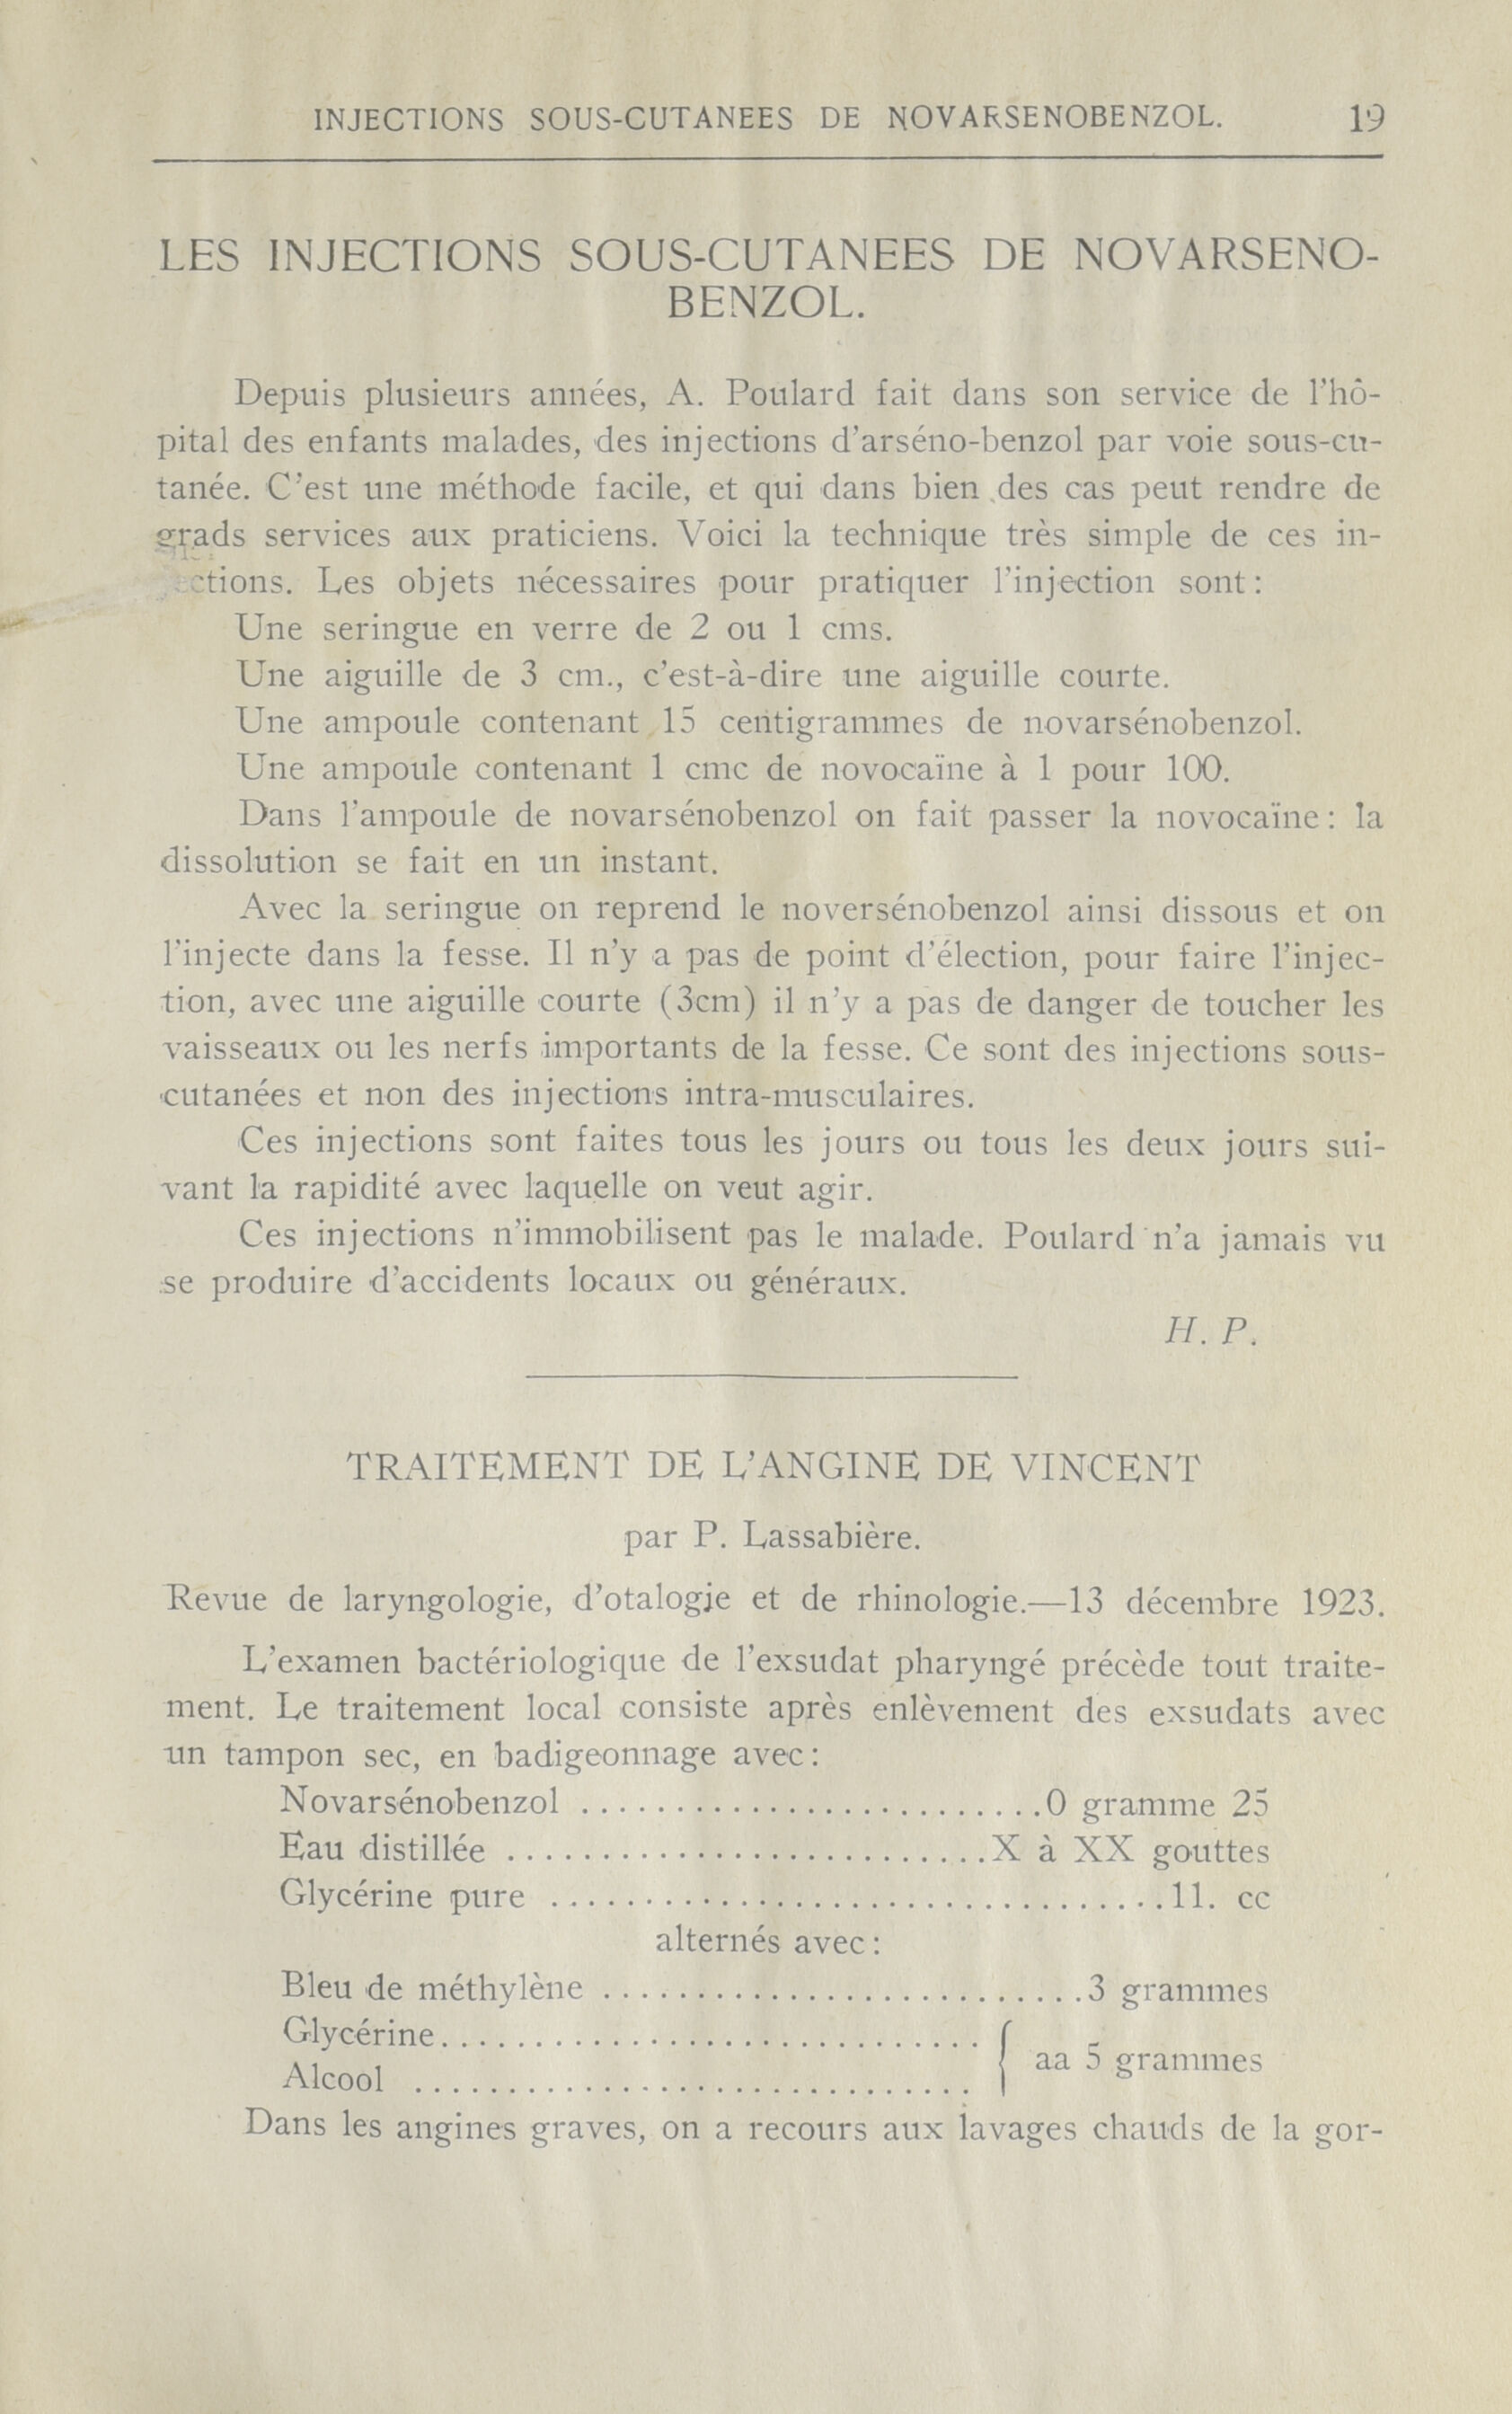 INJECTIONS SOUS-CUTANEES DE NOVARSENOBENZOL. 19
LES INJECTIONS SOUS-CUTANEES DE NOVARSENO-
BENZOL.
Depuis plusieurs années, A. Poulard fait dans son service de l'hô-
pital des enfants malades, des injections d'arséno-benzol par voie sous-cu-
tanée. C'est une méthode facile, et qui dans bien des cas peut rendre de
grads services aux praticiens. Voici la technique très simple de ces in-
ctions. Les objets nécessaires pour pratiquer l'injection sont:
Une seringue en verre de 2 ou 1 cms.
Une aiguille de 3 cm., c'est-à-dire une aiguille courte.
Une ampoule contenant 15 centigrammes de novarsénobenzol.
Une ampoule contenant 1 cmc de novocaïne à 1 pour 100.
Dans l'ampoule de novarsénobenzol on fait passer la novocaïne: la
dissolution se fait en un instant.
Avec la seringue on reprend le noversénobenzol ainsi dissous et on
l'injecte dans la fesse. Il n'y a pas de point d'élection, pour faire l'injec-
tion, avec une aiguille courte (3cm) il n'y a pas de danger de toucher les
vaisseaux ou les nerfs importants de la fesse. Ce sont des injections sous-
cutanées et non des injections intra-musculaires.
Ces injections sont faites tous les jours ou tous les deux jours sui-
vant la rapidité avec laquelle on veut agir.
Ces injections n'immobilisent pas le malade. Poulard n'a jamais vu
se produire d'accidents locaux ou généraux.
H. P.
TRAITEMENT DE L'ANGINE DE VINCENT
par P. Lassabière.
Revue de laryngologie, d'otalogie et de rhinologie.—13 décembre 1923.
L'examen bactériologique de l'exsudat pharyngé précède tout traite-
ment. Le traitement local consiste après enlèvement des exsudats avec
un tampon sec, en badigeonnage avec:
Novarsénobenzol .........................0 gramme 25
Eau distillée ..........................X à XX gouttes
Glycérine pure .................................11. cc
alternés avec:
Bleu de méthylène ..........................3 grammes
Glycérine.............................
{ aa 5 grammes
Alcool ..............................
Dans les angines graves, on a recours aux lavages chauds de la gor-